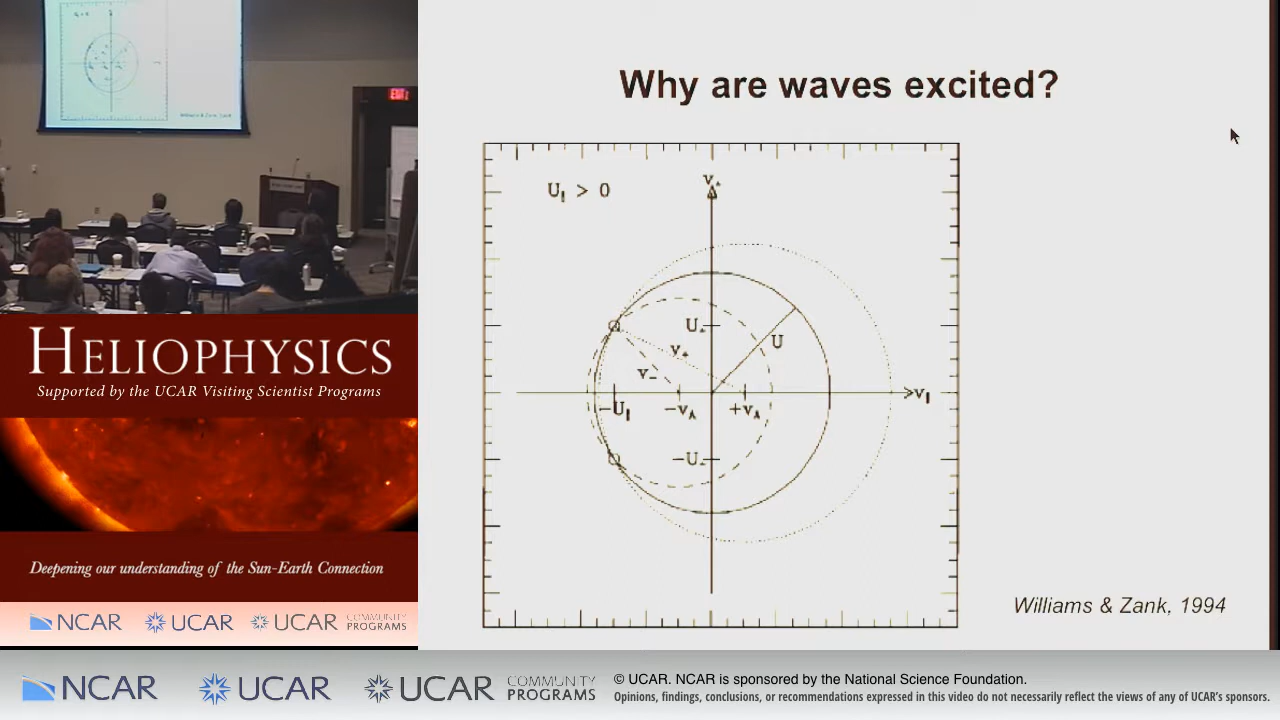 EXIT
HELIOPHYSICS
Supported by the UCAR Visiting Scientist Programs
Deepening our understanding of the Sun-Earth Connection
NCAR UCAR UCAR COMMUNITY PROGRAMS
Why are waves excited?
U∥ > 0
v⊥
U⊥
U
v₊
v₋
−U∥ −v_A +v_A v∥
−U⊥
Williams & Zank, 1994
NCAR UCAR UCAR COMMUNITY PROGRAMS
© UCAR. NCAR is sponsored by the National Science Foundation.
Opinions, findings, conclusions, or recommendations expressed in this video do not necessarily reflect the views of any of UCAR's sponsors.